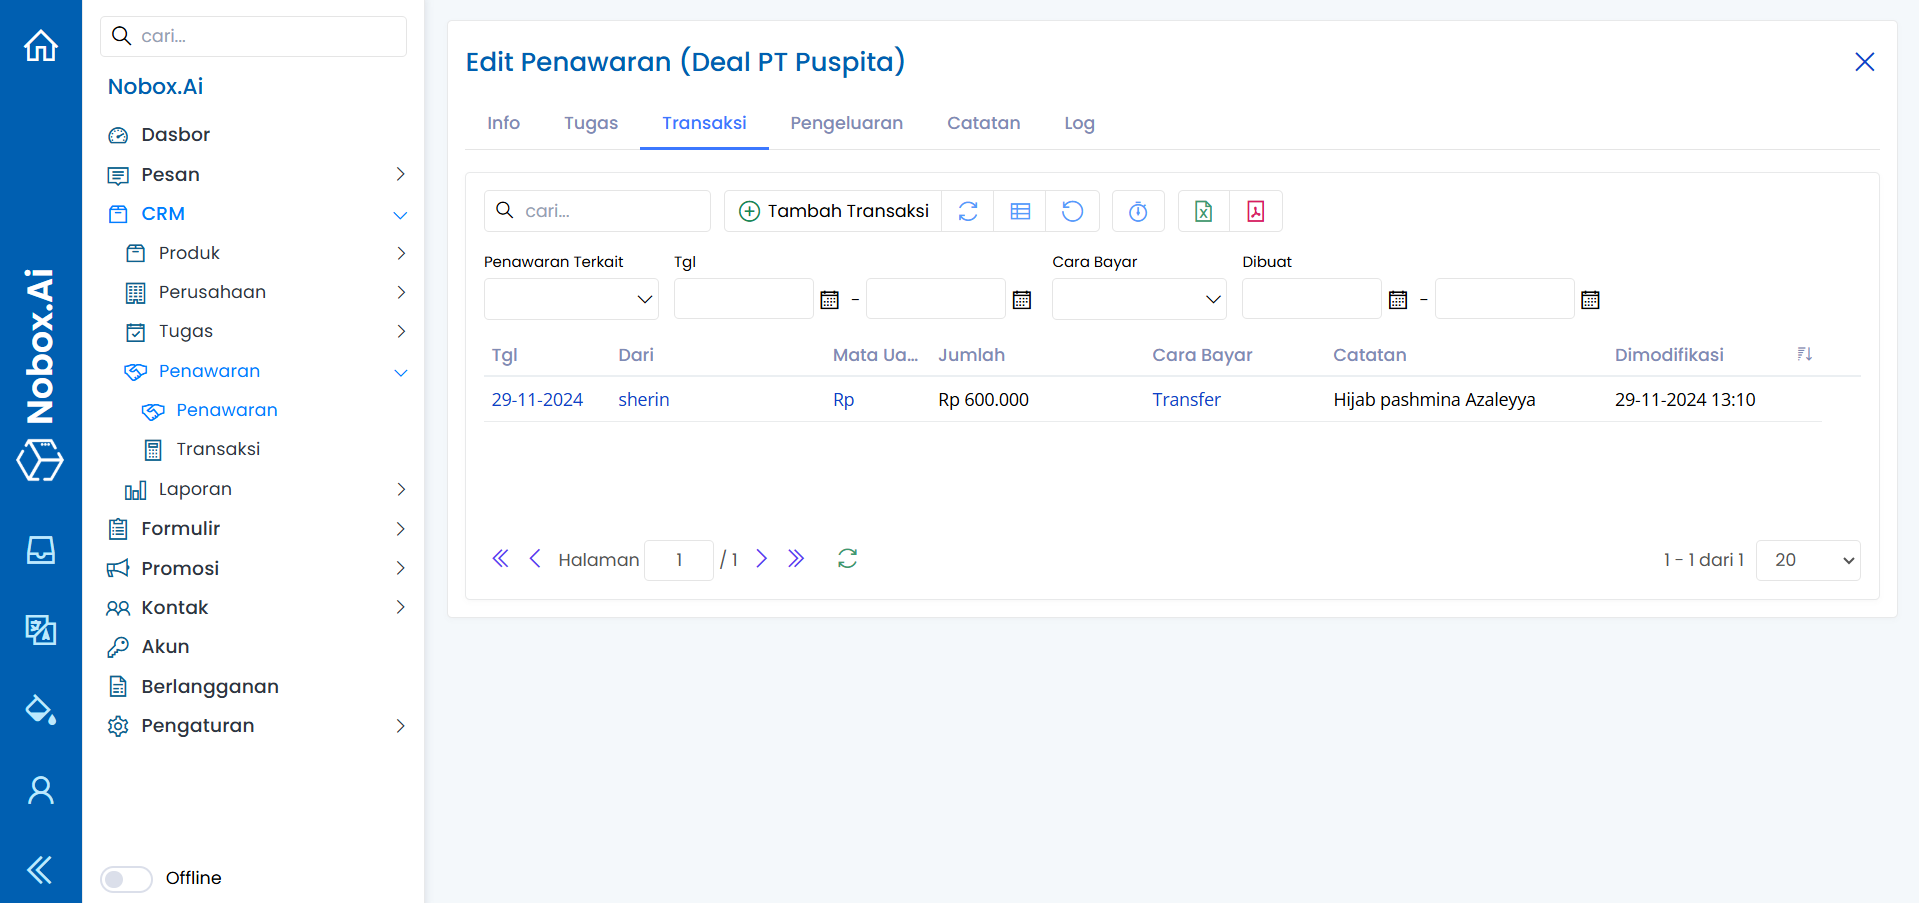 cari...
Nobox.Ai
Dasbor
Pesan
CRM
Produk
Perusahaan
Tugas
Penawaran
Penawaran
Transaksi
Laporan
Formulir
Promosi
Kontak
Akun
Berlangganan
Pengaturan
Offline
Nobox.Ai
Edit Penawaran (Deal PT Puspita)
Info Tugas Transaksi Pengeluaran Catatan Log
cari... Tambah Transaksi
Penawaran Terkait Tgl Cara Bayar Dibuat
- -
Tgl Dari Mata Ua... Jumlah Cara Bayar Catatan Dimodifikasi
29-11-2024 sherin Rp Rp 600.000 Transfer Hijab pashmina Azaleyya 29-11-2024 13:10
Halaman 1 / 1 1 - 1 dari 1 20